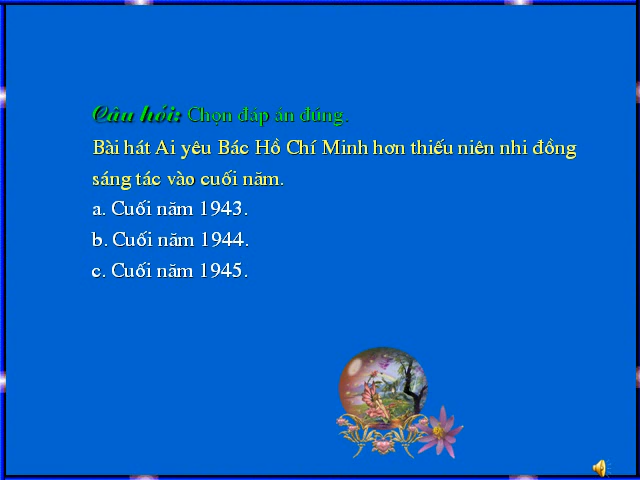 Câu hỏi: Chọn đáp án đúng.
Bài hát Ai yêu Bác Hồ Chí Minh hơn thiếu niên nhi đồng
sáng tác vào cuối năm.
a. Cuối năm 1943.
b. Cuối năm 1944.
c. Cuối năm 1945.